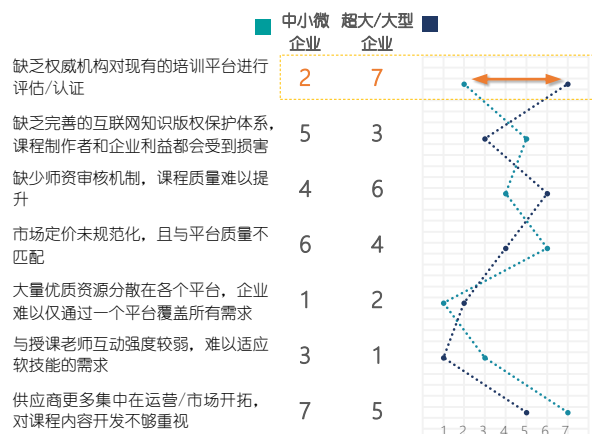 中小微 超大/大型
企业 企业
缺乏权威机构对现有的培训平台进行
评估/认证
2 7
缺乏完善的互联网知识版权保护体系，
课程制作者和企业利益都会受到损害
5 3
缺少师资审核机制，课程质量难以提
升
4 6
市场定价未规范化，且与平台质量不
匹配
6 4
大量优质资源分散在各个平台，企业
难以仅通过一个平台覆盖所有需求
1 2
与授课老师互动强度较弱，难以适应
软技能的需求
3 1
供应商更多集中在运营/市场开拓，
对课程内容开发不够重视
7 5
1 2 3 4 5 6 7